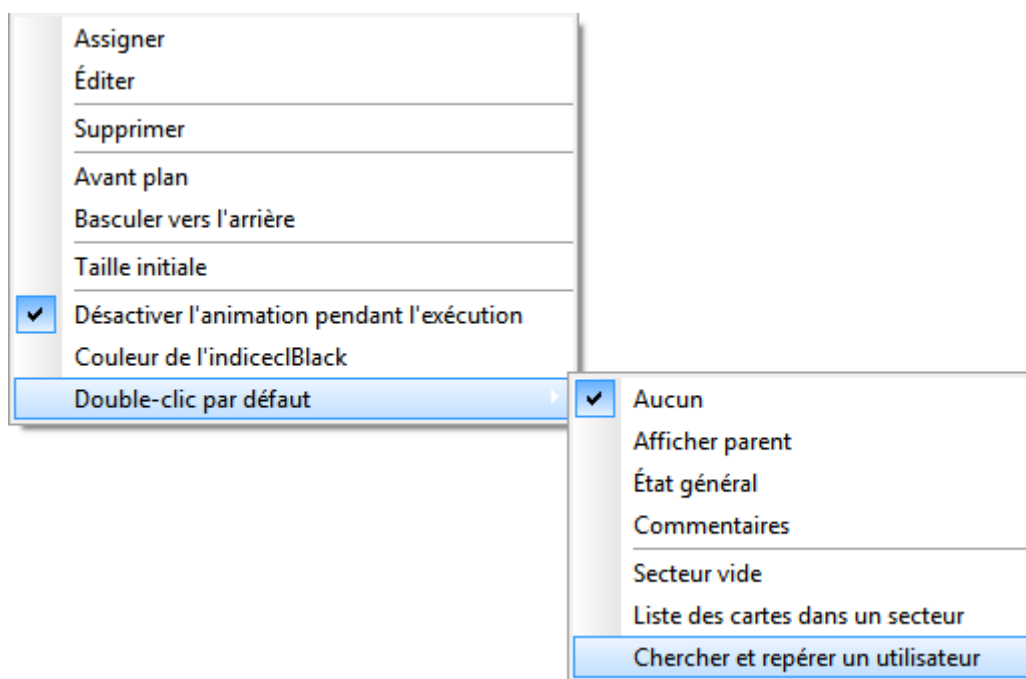 Assigner
Éditer
Supprimer
Avant plan
Basculer vers l'arrière
Taille initiale
Désactiver l'animation pendant l'exécution
Couleur de l'indiceclBlack
Double-clic par défaut
Aucun
Afficher parent
État général
Commentaires
Secteur vide
Liste des cartes dans un secteur
Chercher et repérer un utilisateur